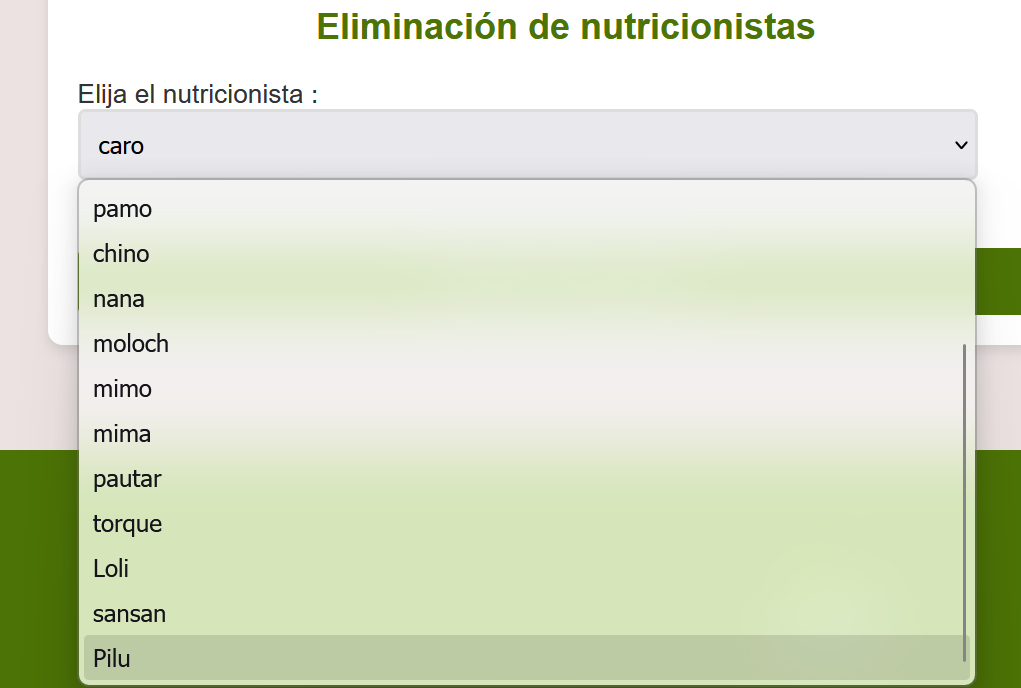 Eliminación de nutricionistas
Elija el nutricionista :
caro
pamo
chino
nana
moloch
mimo
mima
pautar
torque
Loli
sansan
Pilu